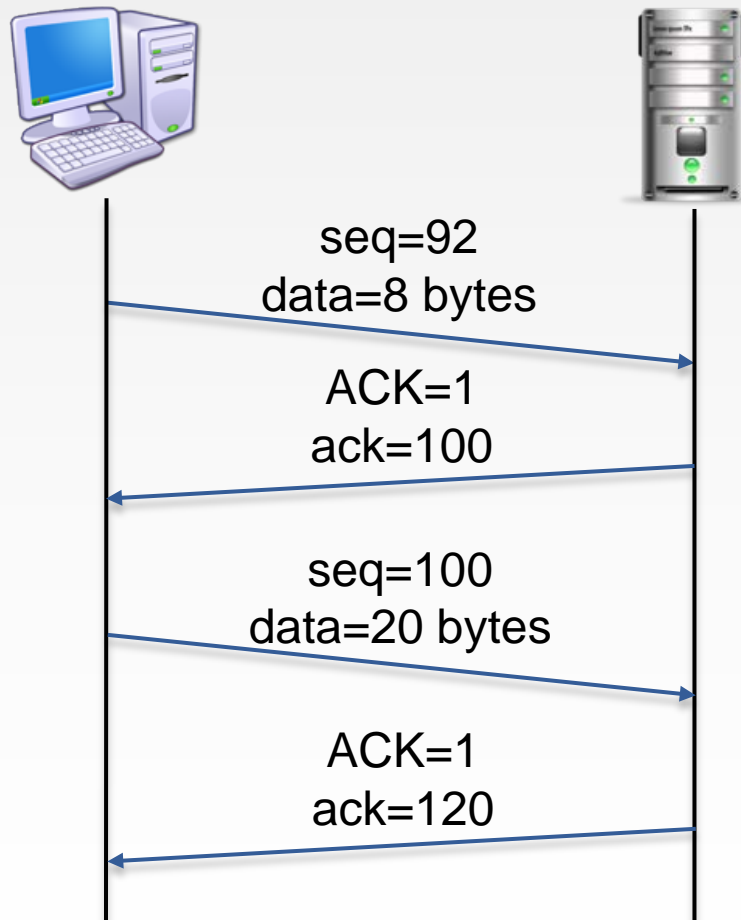 seq=92
data=8 bytes
ACK=1
ack=100
seq=100
data=20 bytes
ACK=1
ack=120